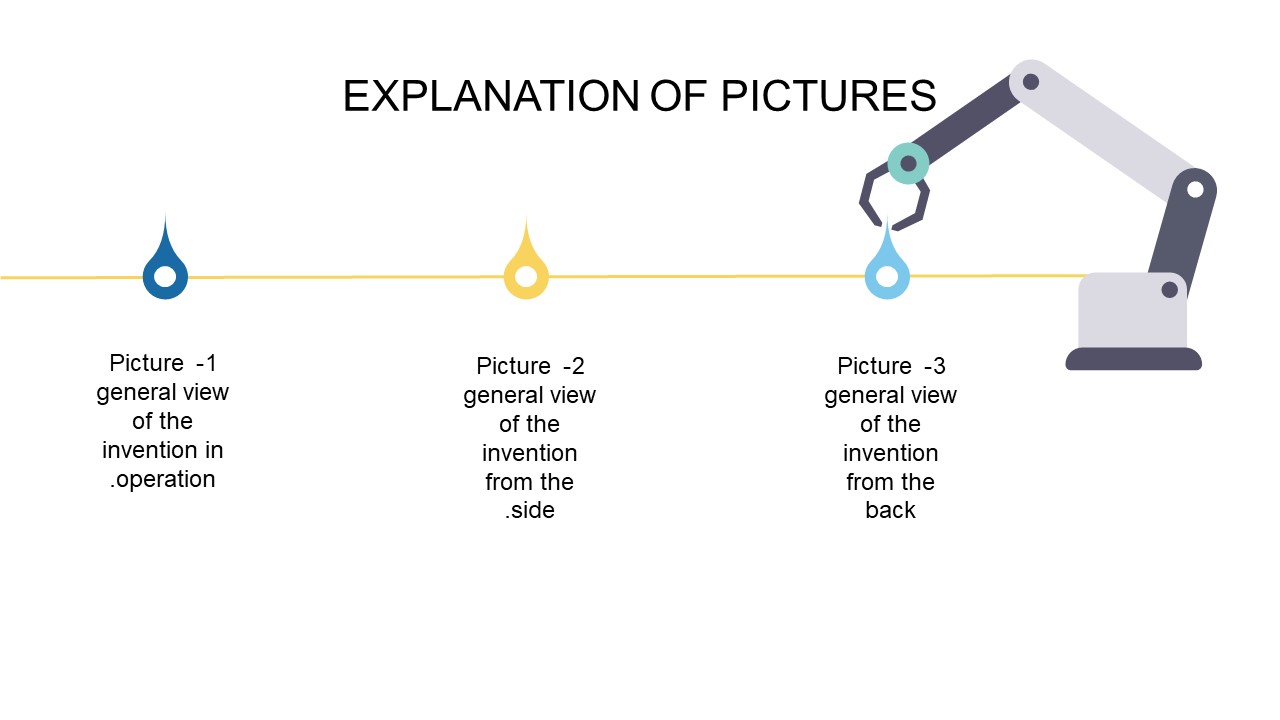 EXPLANATION OF PICTURES
Picture  -1
general view
of the
invention in
.operation
Picture  -2
general view
of the
invention
from the
.side
Picture  -3
general view
of the
invention
from the
back